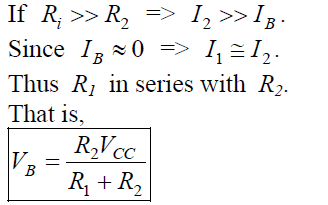 If R_i >> R_2 => I_2 >> I_B.
Since I_B ≈ 0 => I_1 ≅ I_2.
Thus R_1 in series with R_2.
That is,
V_B = R_2V_CC / R_1 + R_2